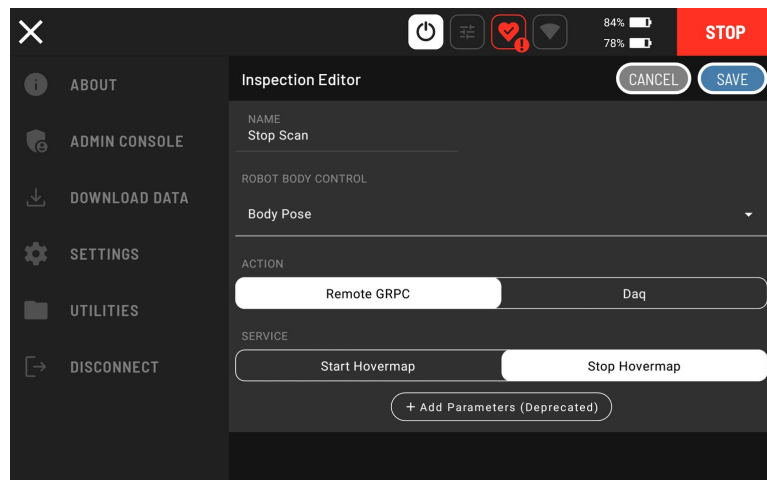 84%
78%
STOP
ABOUT
ADMIN CONSOLE
DOWNLOAD DATA
SETTINGS
UTILITIES
DISCONNECT
Inspection Editor
CANCEL
SAVE
NAME
Stop Scan
ROBOT BODY CONTROL
Body Pose
ACTION
Remote GRPC
Daq
SERVICE
Start Hovermap
Stop Hovermap
+ Add Parameters (Deprecated)